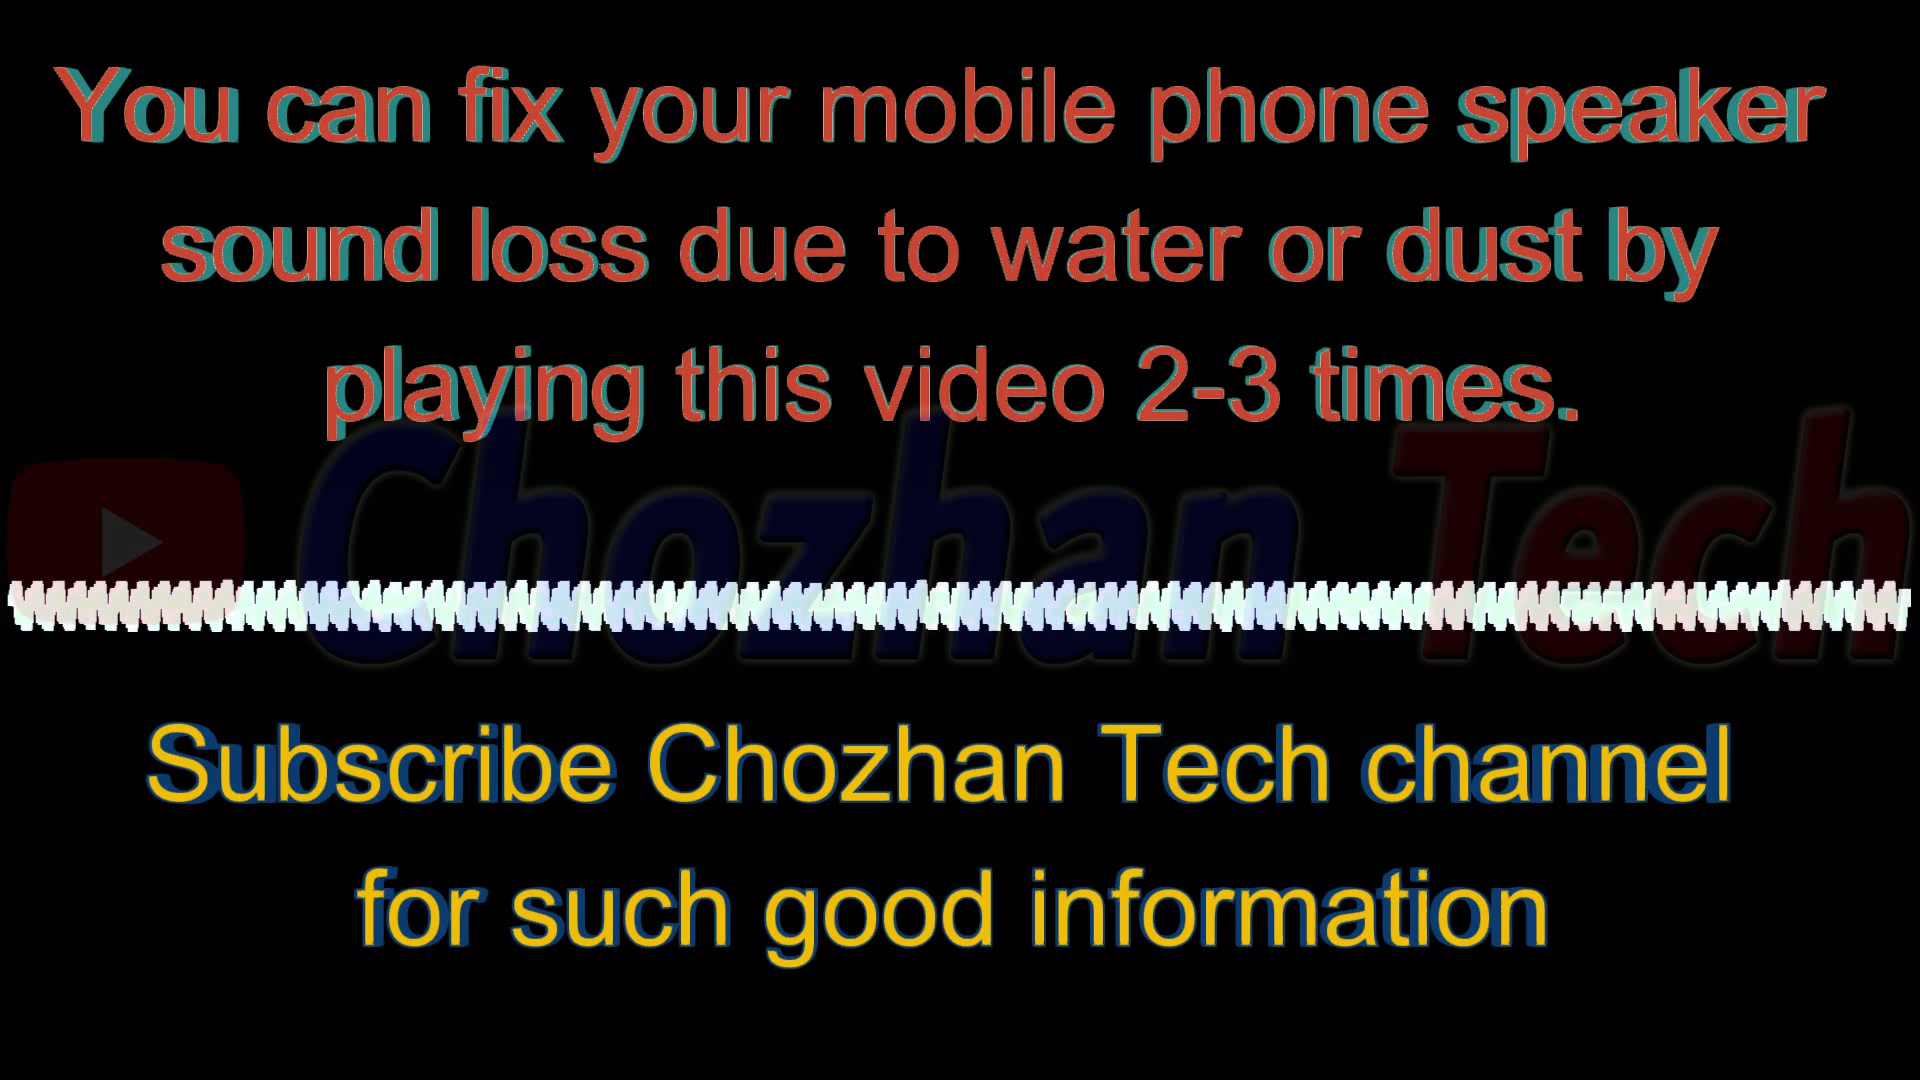 You can fix your mobile phone speaker
sound loss due to water or dust by
playing this video 2-3 times.
Chozhan Tech
Subscribe Chozhan Tech channel
for such good information